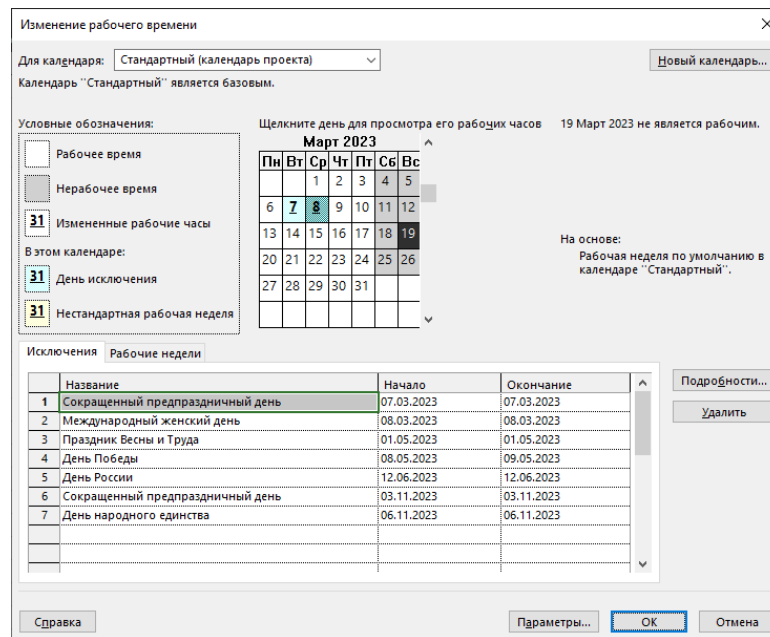 Изменение рабочего времени
Для календаря: Стандартный (календарь проекта)
Новый календарь...
Календарь "Стандартный" является базовым.
Условные обозначения:
Рабочее время
Нерабочее время
31 Измененные рабочие часы
В этом календаре:
31 День исключения
31 Нестандартная рабочая неделя
Щелкните день для просмотра его рабочих часов
Март 2023
Пн Вт Ср Чт Пт Сб Вс
1 2 3 4 5
6 7 8 9 10 11 12
13 14 15 16 17 18 19
20 21 22 23 24 25 26
27 28 29 30 31
19 Март 2023 не является рабочим.
На основе:
Рабочая неделя по умолчанию в
календаре "Стандартный".
Исключения Рабочие недели
Название Начало Окончание
1 Сокращенный предпраздничный день 07.03.2023 07.03.2023
2 Международный женский день 08.03.2023 08.03.2023
3 Праздник Весны и Труда 01.05.2023 01.05.2023
4 День Победы 08.05.2023 09.05.2023
5 День России 12.06.2023 12.06.2023
6 Сокращенный предпраздничный день 03.11.2023 03.11.2023
7 День народного единства 06.11.2023 06.11.2023
Подробности...
Удалить
Справка
Параметры...
ОК
Отмена